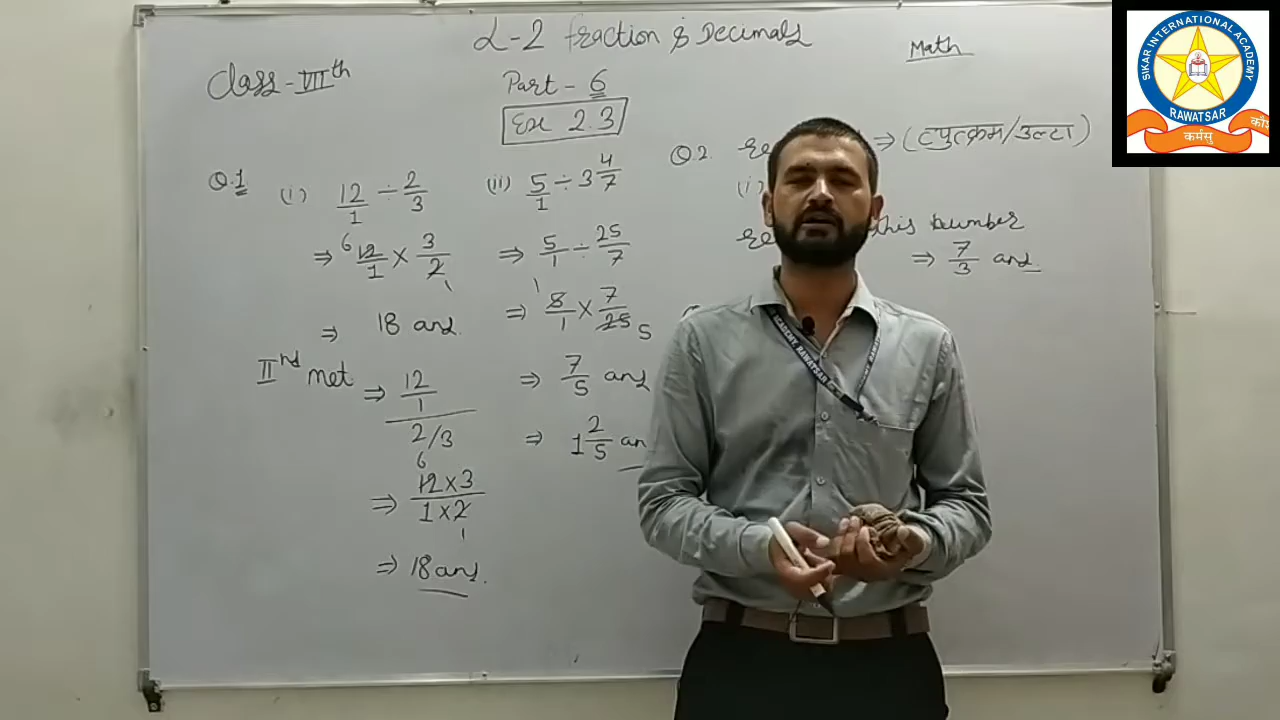 L-2 Fraction & Decimals
Math
Class-VIIth
Part - 6
Ex 2.3
Q.1 (i) 12/1 ÷ 2/3
⇒ 6 12/1 × 3/2 1
⇒ 18 ans.
IInd met ⇒ 12/1
2/3
⇒ 6 12×3 / 1×2 1
⇒ 18 ans.
(ii) 5/1 ÷ 3 4/7
⇒ 5/1 ÷ 25/7
⇒ 1 5/1 × 7/25 5
⇒ 7/5 ans
⇒ 1 2/5 an
Q.2. ⇒ (व्युत्क्रम/उल्टा)
(i)
this number
⇒ 7/3 ans.
SIKAR INTERNATIONAL ACADEMY
RAWATSAR
कर्मसु
ACADEMY, RAWATSAR